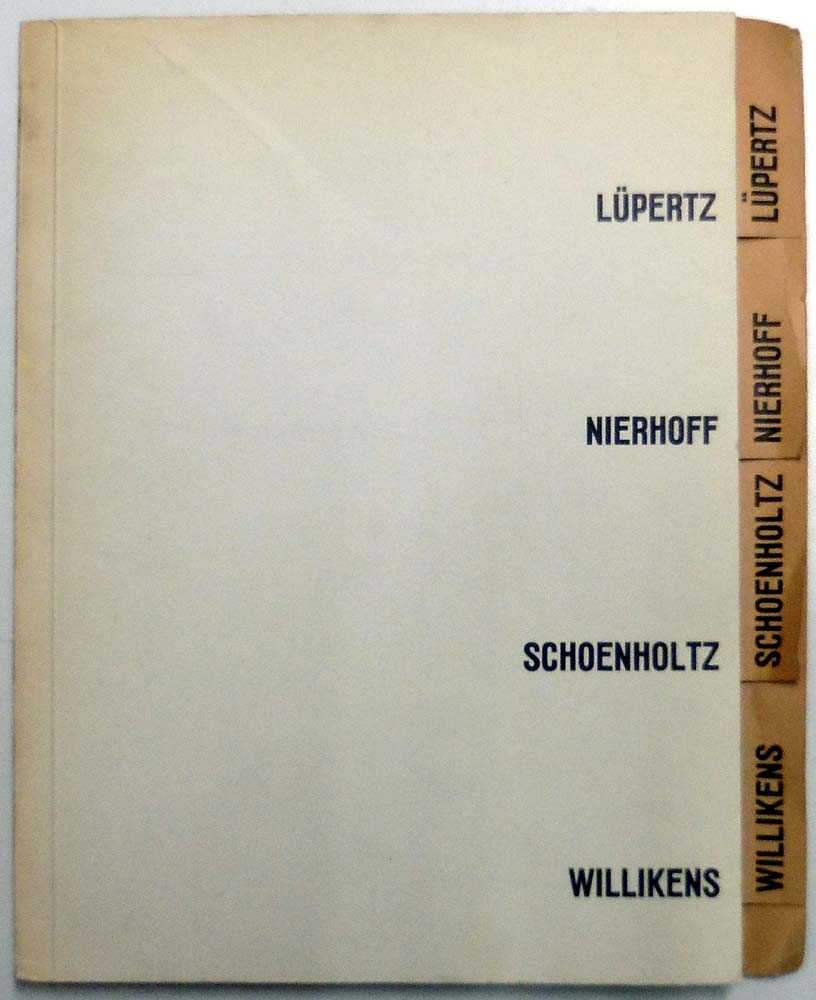 LÜPERTZ
NIERHOFF
SCHOENHOLTZ
WILLIKENS
LÜPERTZ
NIERHOFF
SCHOENHOLTZ
WILLIKENS